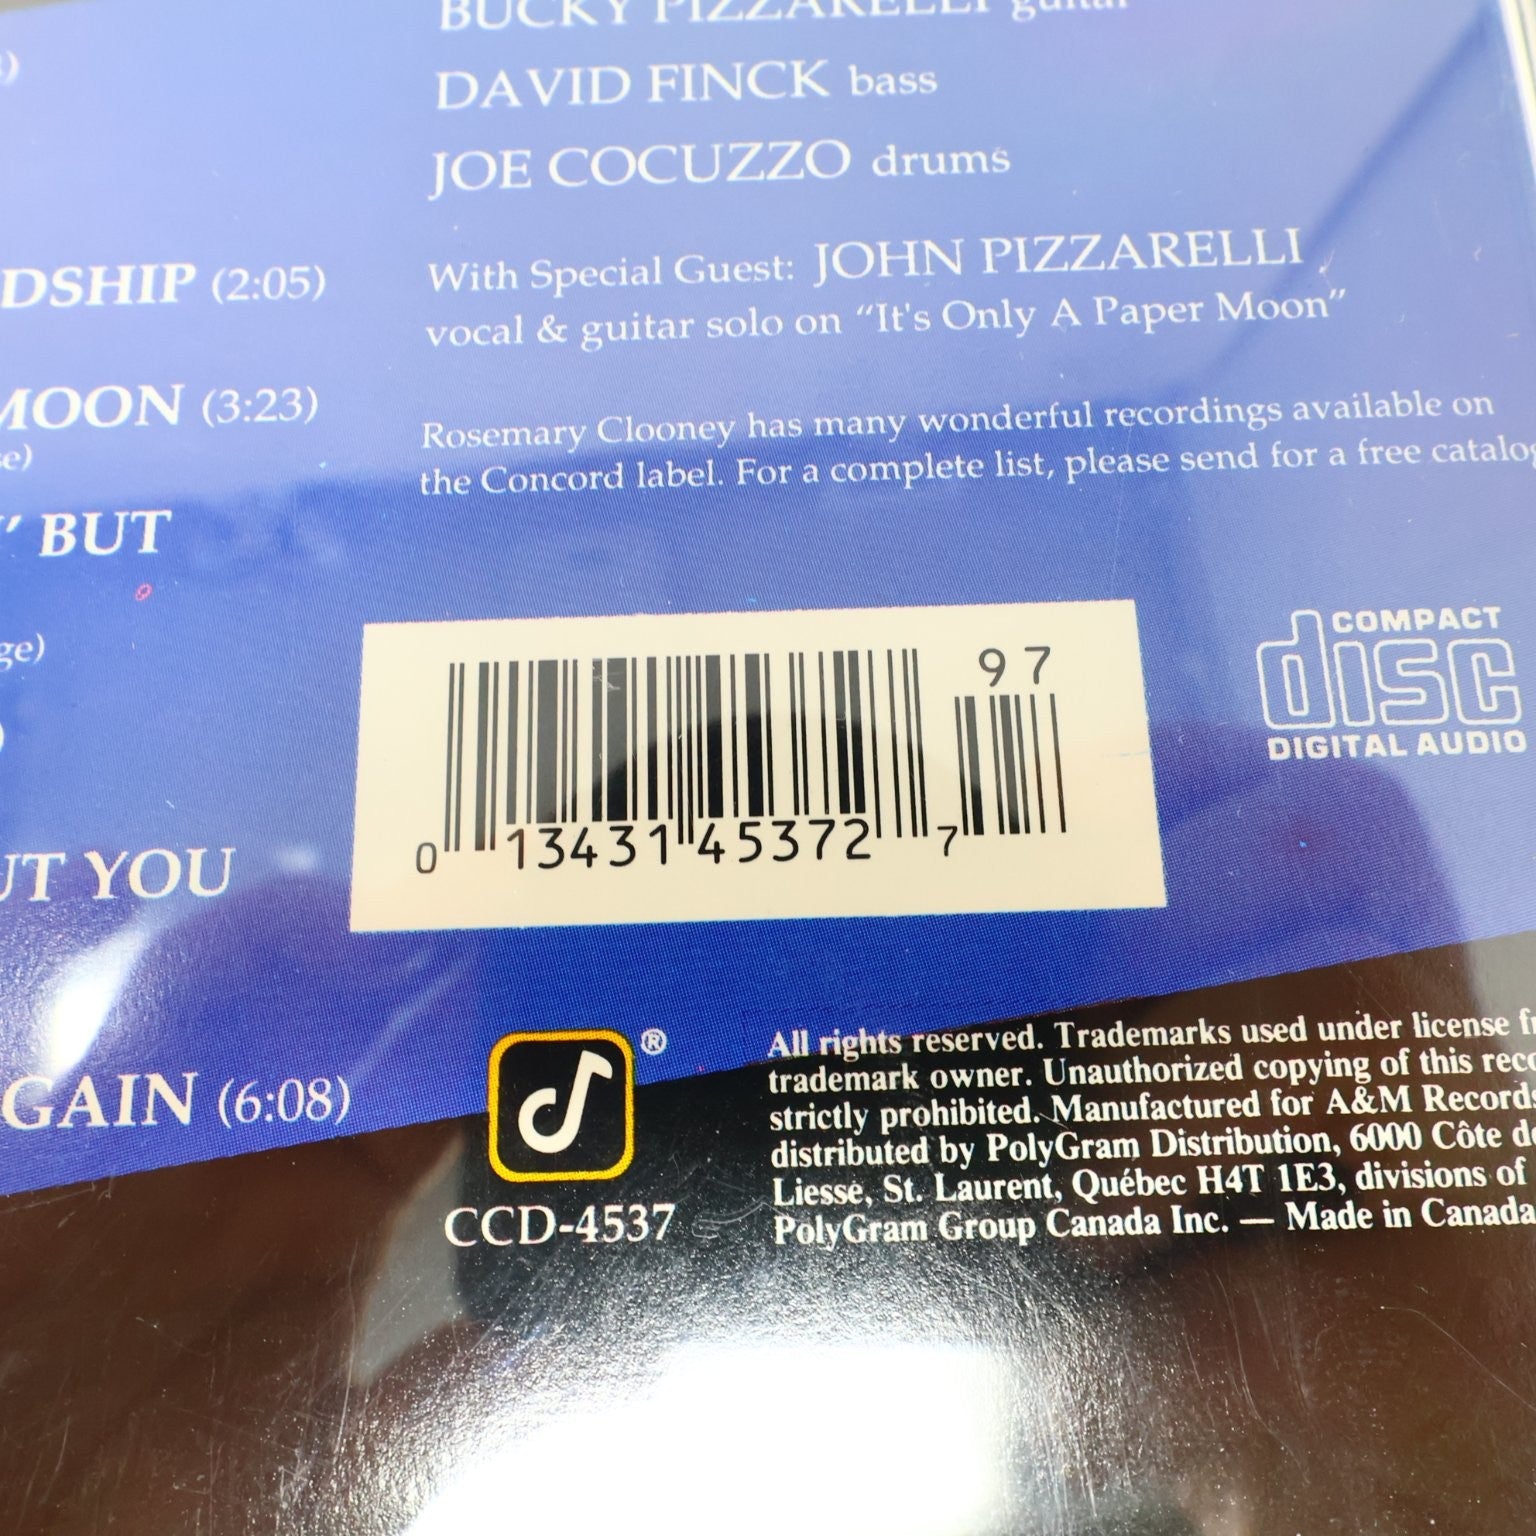 BUCKY PIZZARELLI guitar
DAVID FINCK bass
JOE COCUZZO drums
With Special Guest: JOHN PIZZARELLI
vocal & guitar solo on “It's Only A Paper Moon”
Rosemary Clooney has many wonderful recordings available on
the Concord label. For a complete list, please send for a free catalog
DSHIP (2:05)
MOON (3:23)
se)
' BUT
ge)
UT YOU
GAIN (6:08)
97
0 13431 45372 7
COMPACT
disc
DIGITAL AUDIO
®
CCD-4537
All rights reserved. Trademarks used under license
trademark owner. Unauthorized copying of this
strictly prohibited. Manufactured for A&M Records
distributed by PolyGram Distribution, 6000 Côte
Liesse, St. Laurent, Québec H4T 1E3, divisions of
PolyGram Group Canada Inc. — Made in Canada